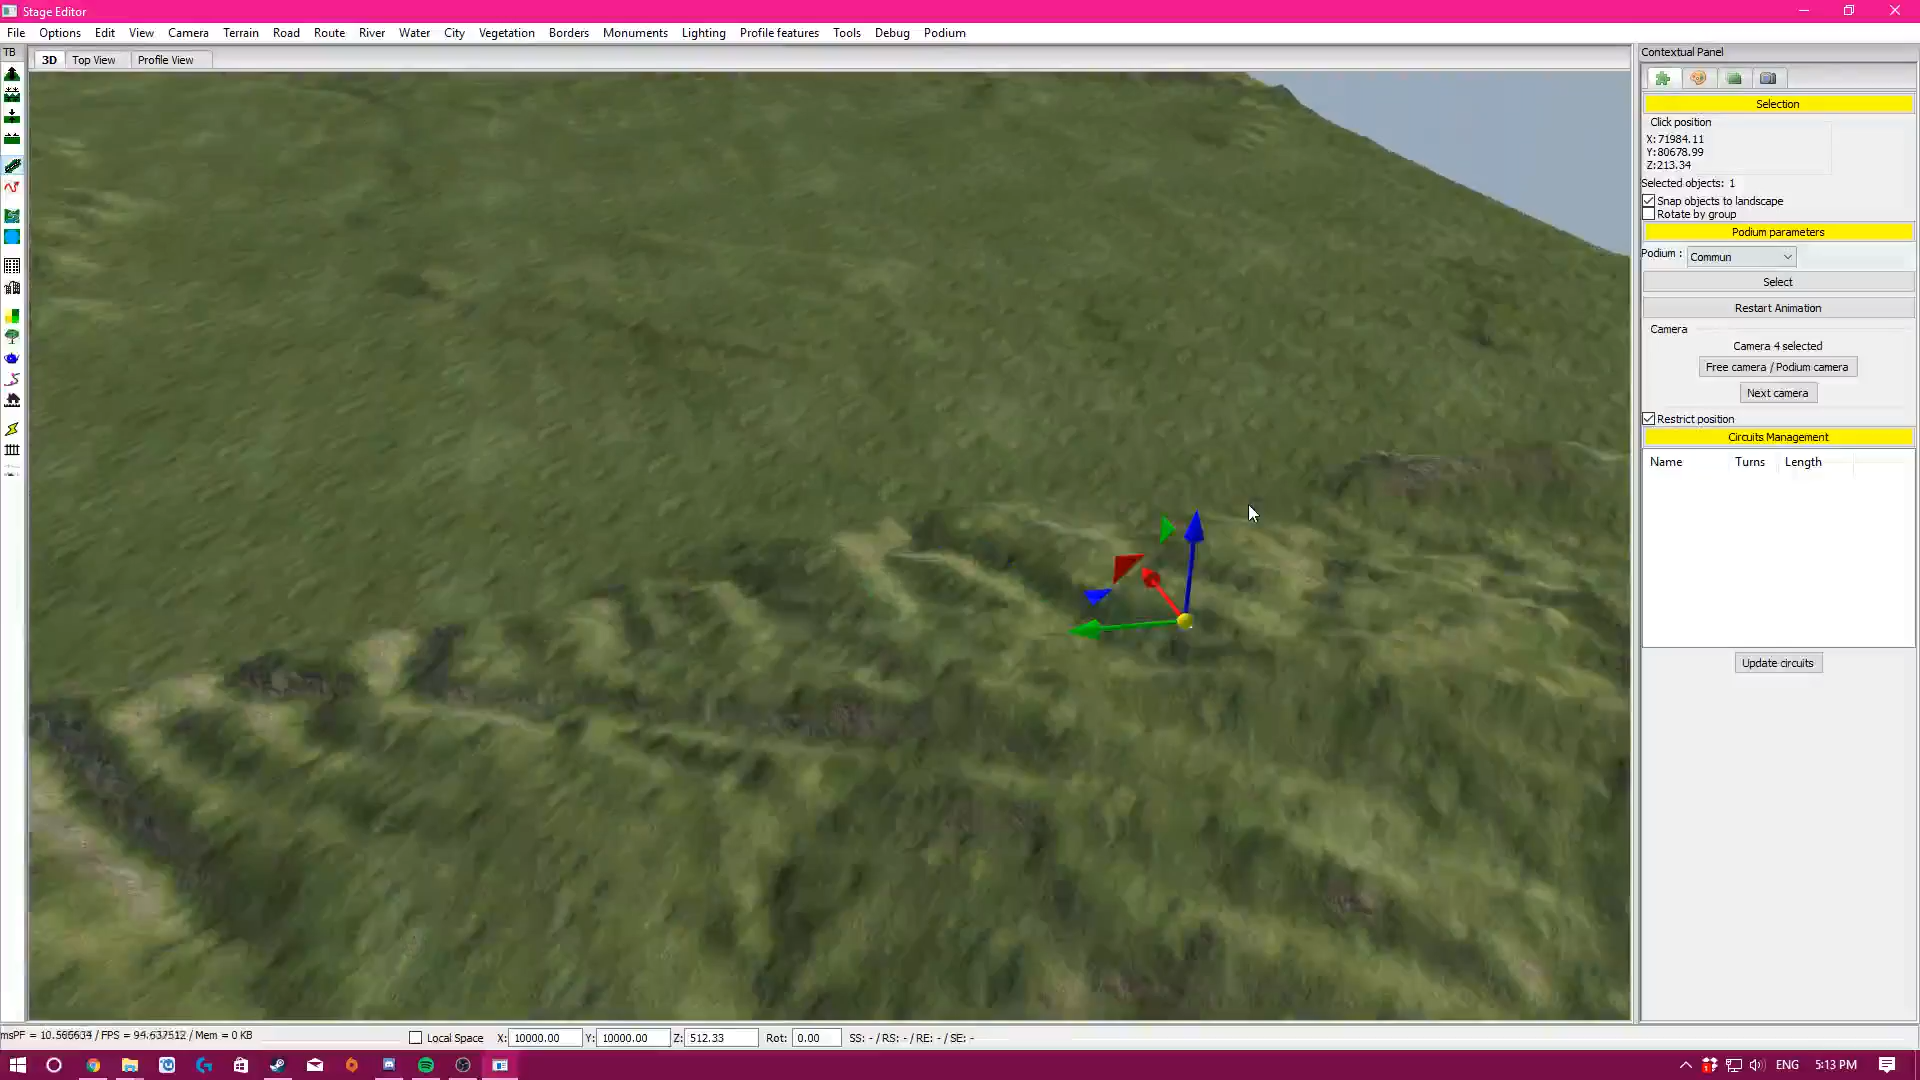 Stage Editor
File Options Edit View Camera Terrain Road Route River Water City Vegetation Borders Monuments Lighting Profile features Tools Debug Podium
TB
3D Top View Profile View
Contextual Panel
Selection
Click position
X:71984.11
Y:80678.99
Z:213.34
Selected objects: 1
Snap objects to landscape
Rotate by group
Podium parameters
Podium : Commun
Select
Restart Animation
Camera
Camera 4 selected
Free camera / Podium camera
Next camera
Restrict position
Circuits Management
Name Turns Length
Update circuits
msPF = 10.566634 / FPS = 94.637512 / Mem = 0 KB
Local Space X: 10000.00 Y: 10000.00 Z: 512.33 Rot: 0.00 SS: - / RS: - / RE: - / SE: -
ENG 5:13 PM